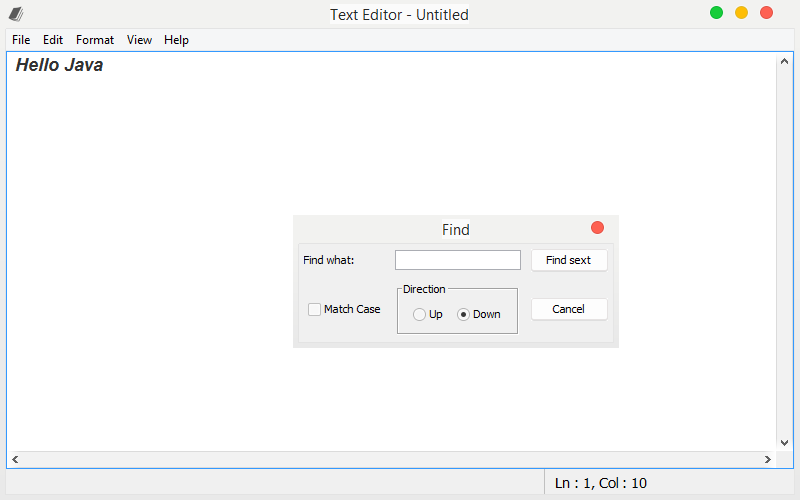 Text Editor - Untitled
File Edit Format View Help
Hello Java
Find
Find what: Find sext
Direction
Match Case Up Down Cancel
Ln : 1, Col : 10